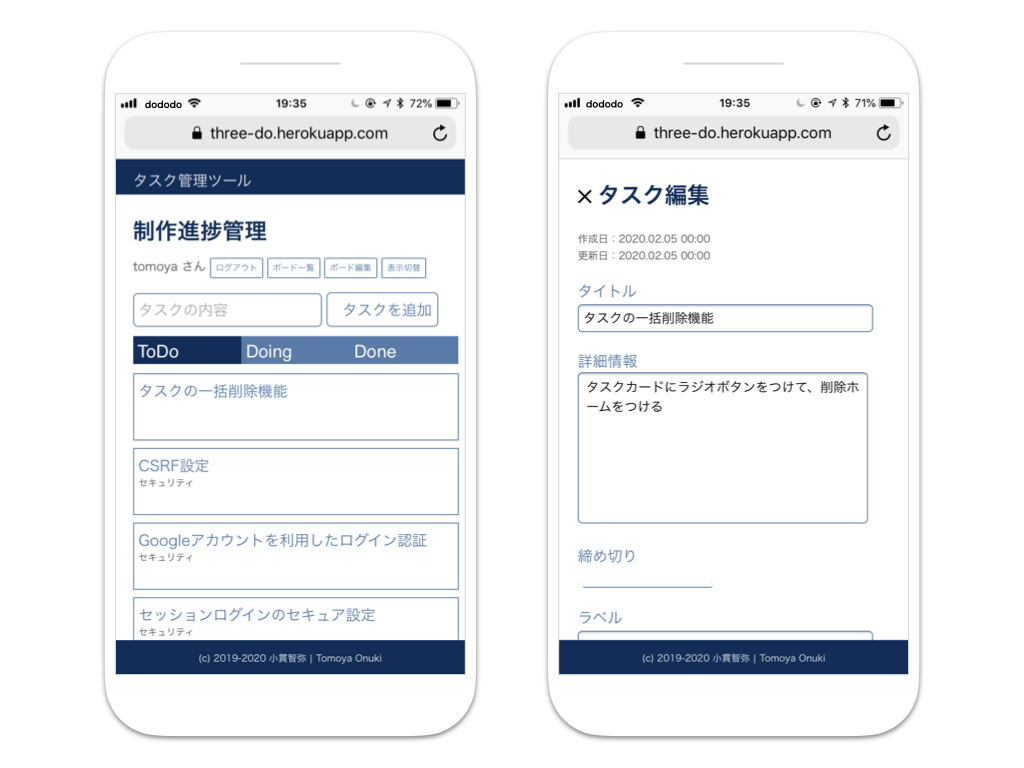 dododo 19:35 72%
three-do.herokuapp.com
タスク管理ツール
制作進捗管理
tomoya さん ログアウト ボード一覧 ボード編集 表示切替
タスクの内容 タスクを追加
ToDo Doing Done
タスクの一括削除機能
CSRF設定
セキュリティ
Googleアカウントを利用したログイン認証
セキュリティ
セッションログインのセキュア設定
セキュリティ
(c) 2019-2020 小貫智弥 | Tomoya Onuki
dododo 19:35 71%
three-do.herokuapp.com
× タスク編集
作成日：2020.02.05 00:00
更新日：2020.02.05 00:00
タイトル
タスクの一括削除機能
詳細情報
タスクカードにラジオボタンをつけて、削除ホ
ームをつける
締め切り
ラベル
(c) 2019-2020 小貫智弥 | Tomoya Onuki